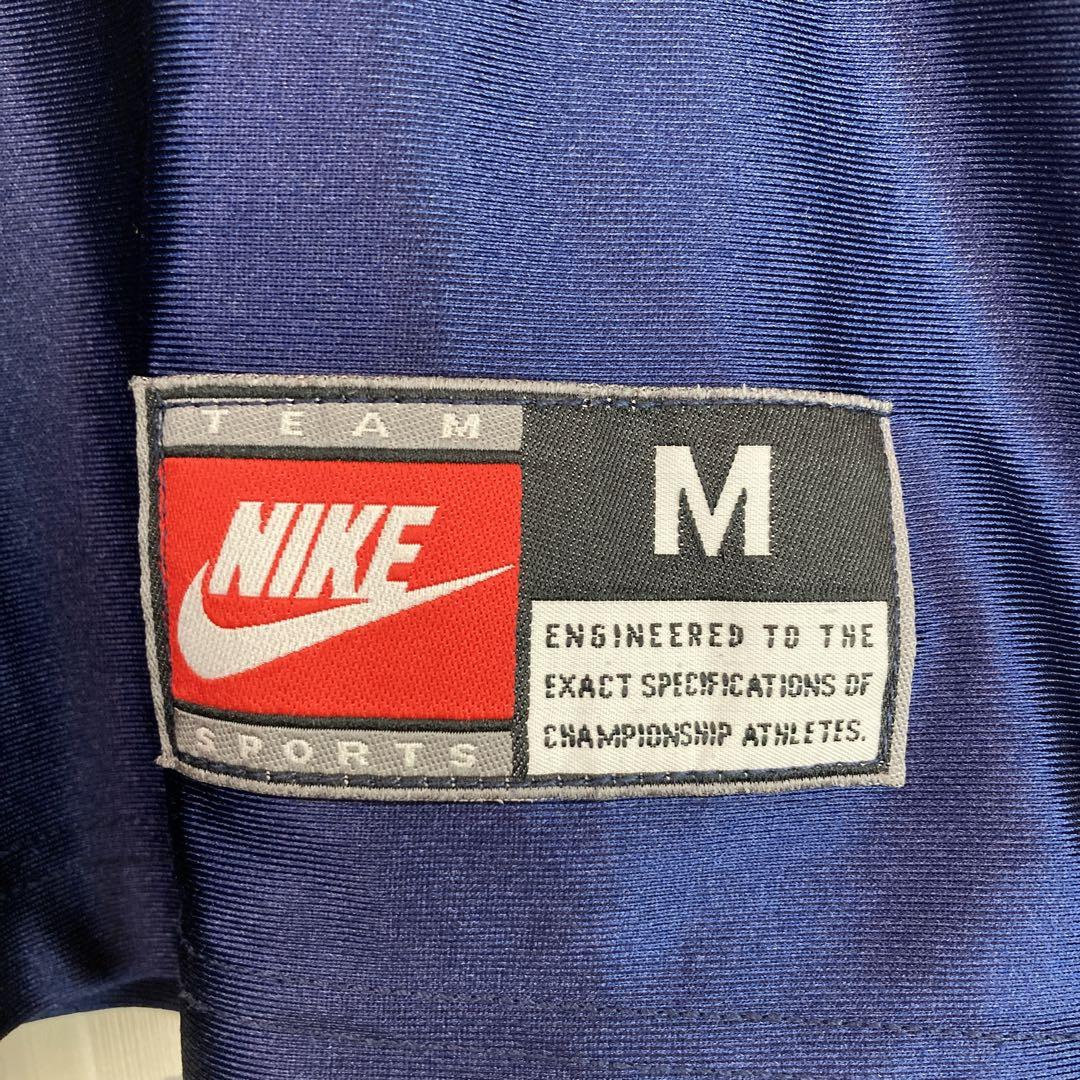 TEAM
NIKE
SPORTS
M
ENGINEERED TO THE
EXACT SPECIFICATIONS OF
CHAMPIONSHIP ATHLETES.